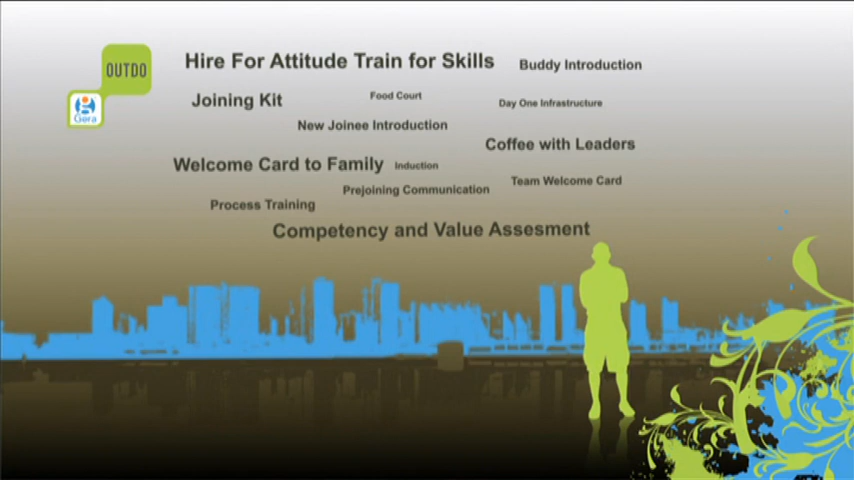 OUTDO
Gera
Hire For Attitude Train for Skills
Buddy Introduction
Joining Kit
Food Court
Day One Infrastructure
New Joinee Introduction
Coffee with Leaders
Welcome Card to Family
Induction
Team Welcome Card
Prejoining Communication
Process Training
Competency and Value Assesment